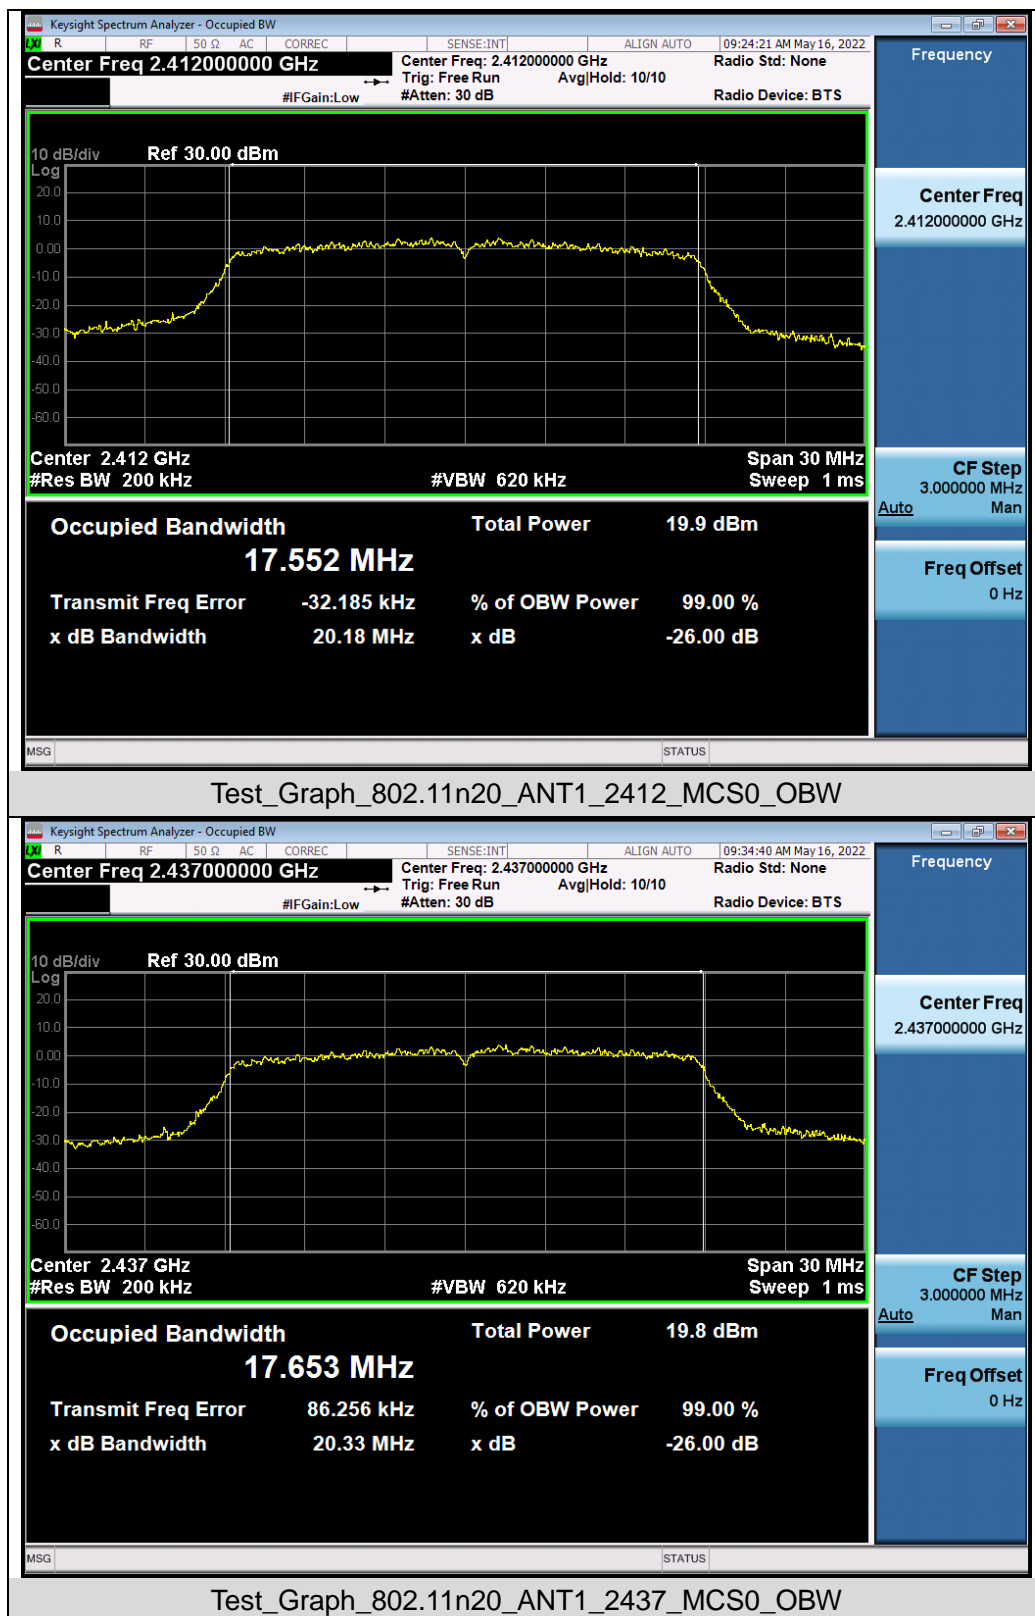 Keysight Spectrum Analyzer - Occupied BW
LXI R RF 50 Ω AC CORREC SENSE:INT ALIGN AUTO 09:24:21 AM May 16, 2022
Center Freq 2.412000000 GHz Center Freq: 2.412000000 GHz Radio Std: None
Trig: Free Run Avg|Hold: 10/10
#IFGain:Low #Atten: 30 dB Radio Device: BTS
10 dB/div Ref 30.00 dBm
Log
20.0
10.0
0.00
-10.0
-20.0
-30.0
-40.0
-50.0
-60.0
Center 2.412 GHz Span 30 MHz
#Res BW 200 kHz #VBW 620 kHz Sweep 1 ms
Occupied Bandwidth Total Power 19.9 dBm
17.552 MHz
Transmit Freq Error -32.185 kHz % of OBW Power 99.00 %
x dB Bandwidth 20.18 MHz x dB -26.00 dB
MSG STATUS
Frequency
Center Freq
2.412000000 GHz
CF Step
3.000000 MHz
Auto Man
Freq Offset
0 Hz
Test_Graph_802.11n20_ANT1_2412_MCS0_OBW
Keysight Spectrum Analyzer - Occupied BW
LXI R RF 50 Ω AC CORREC SENSE:INT ALIGN AUTO 09:34:40 AM May 16, 2022
Center Freq 2.437000000 GHz Center Freq: 2.437000000 GHz Radio Std: None
Trig: Free Run Avg|Hold: 10/10
#IFGain:Low #Atten: 30 dB Radio Device: BTS
10 dB/div Ref 30.00 dBm
Log
20.0
10.0
0.00
-10.0
-20.0
-30.0
-40.0
-50.0
-60.0
Center 2.437 GHz Span 30 MHz
#Res BW 200 kHz #VBW 620 kHz Sweep 1 ms
Occupied Bandwidth Total Power 19.8 dBm
17.653 MHz
Transmit Freq Error 86.256 kHz % of OBW Power 99.00 %
x dB Bandwidth 20.33 MHz x dB -26.00 dB
MSG STATUS
Frequency
Center Freq
2.437000000 GHz
CF Step
3.000000 MHz
Auto Man
Freq Offset
0 Hz
Test_Graph_802.11n20_ANT1_2437_MCS0_OBW